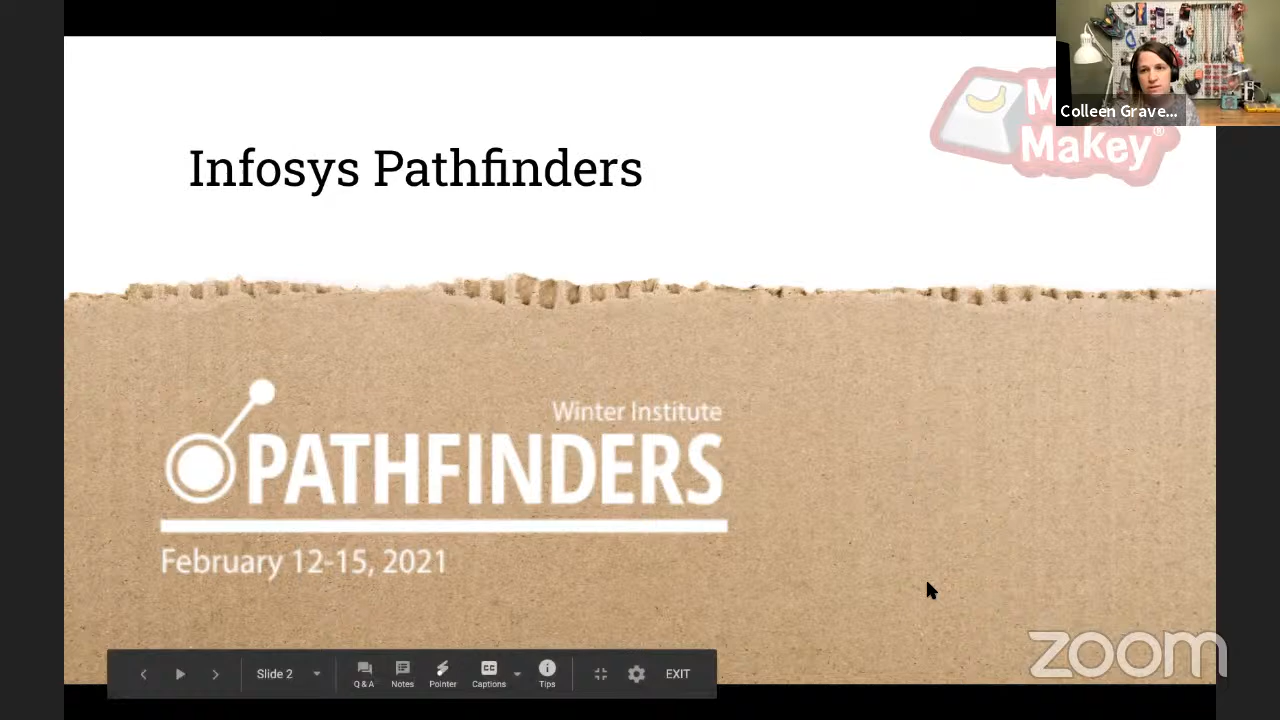 Infosys Pathfinders
Makey®
Colleen Grave...
Winter Institute
PATHFINDERS
February 12-15, 2021
zoom
Slide 2
Q & A
Notes
Pointer
CC
Captions
Tips
EXIT